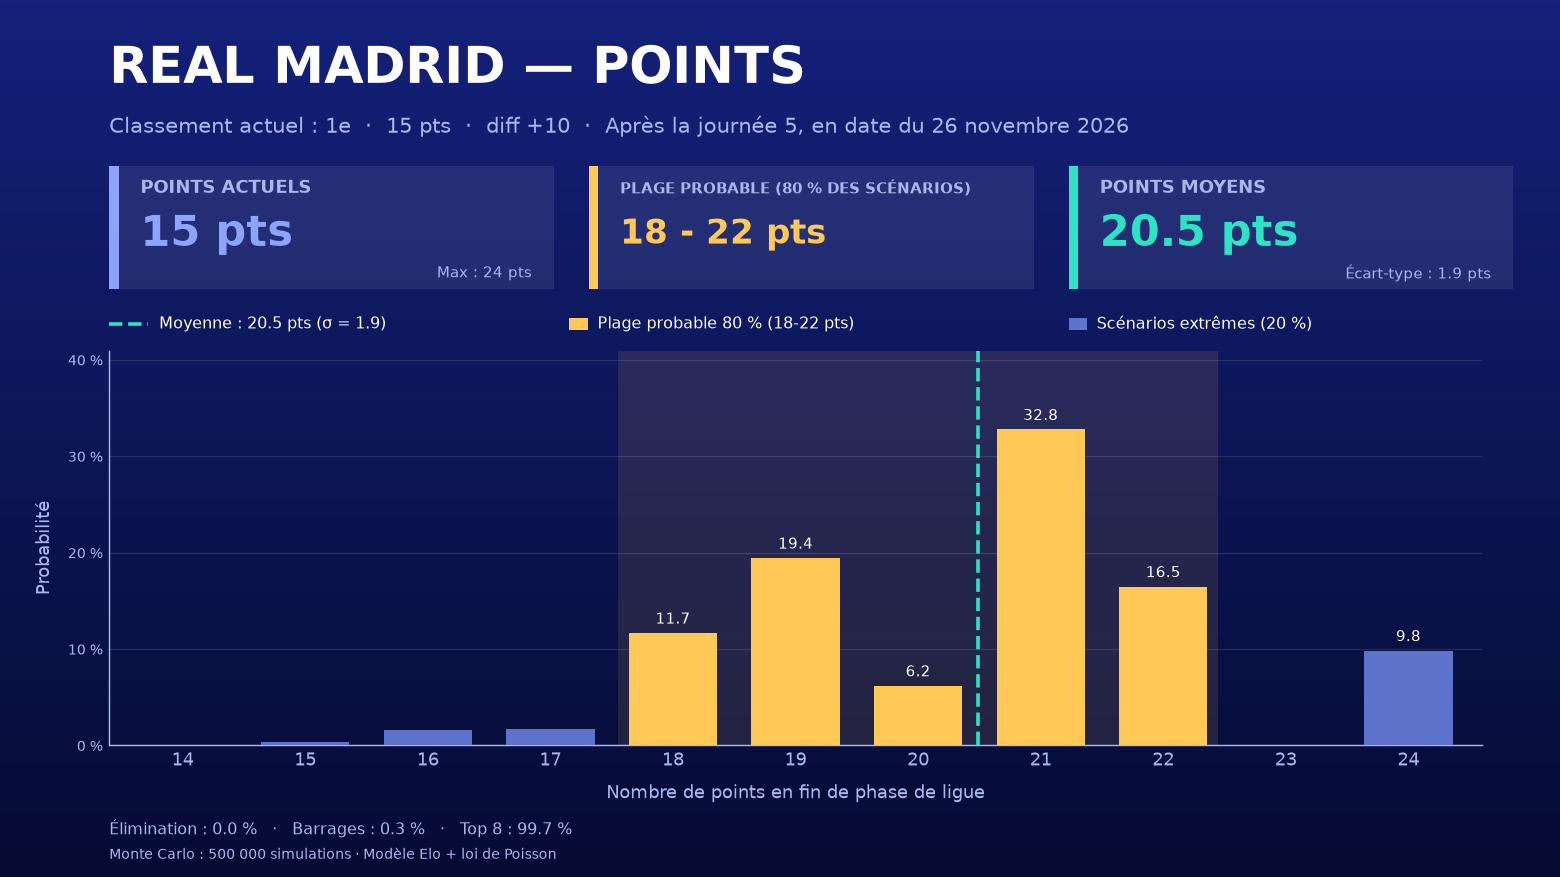 REAL MADRID — POINTS
Classement actuel : 1e · 15 pts · diff +10 · Après la journée 5, en date du 26 novembre 2026
POINTS ACTUELS
15 pts
Max : 24 pts
PLAGE PROBABLE (80 % DES SCÉNARIOS)
18 - 22 pts
POINTS MOYENS
20.5 pts
Écart-type : 1.9 pts
Moyenne : 20.5 pts (σ = 1.9)
Plage probable 80 % (18-22 pts)
Scénarios extrêmes (20 %)
40 %
30 %
20 %
10 %
0 %
Probabilité
11.7
19.4
6.2
32.8
16.5
9.8
14 15 16 17 18 19 20 21 22 23 24
Nombre de points en fin de phase de ligue
Élimination : 0.0 % · Barrages : 0.3 % · Top 8 : 99.7 %
Monte Carlo : 500 000 simulations · Modèle Elo + loi de Poisson